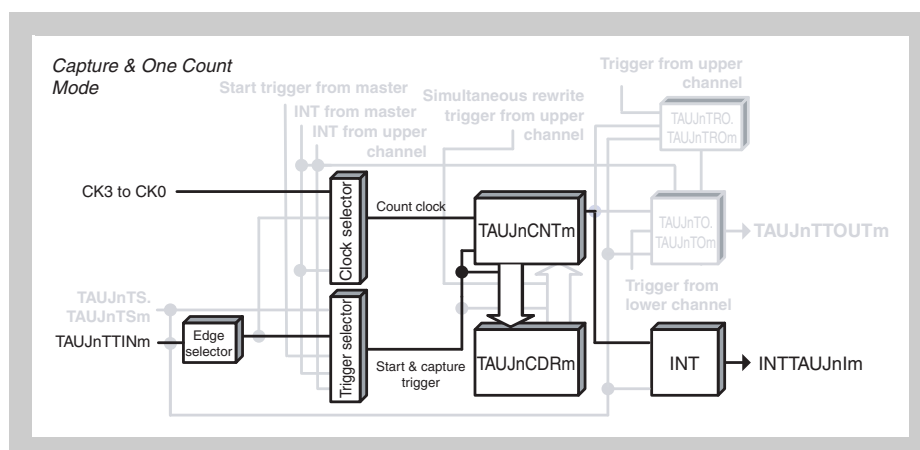 Capture & One Count
Mode
Start trigger from master
INT from master
INT from upper
channel
Simultaneous rewrite
trigger from upper
channel
Trigger from upper
channel
TAUJnTRO.
TAUJnTROm
CK3 to CK0
Clock selector
Count clock
TAUJnCNTm
TAUJnTO.
TAUJnTOm
TAUJnTTOUTm
Trigger from
lower channel
TAUJnTS.
TAUJnTSm
TAUJnTTINm
Edge
selector
Trigger selector
Start & capture
trigger
TAUJnCDRm
INT
INTTAUJnIm